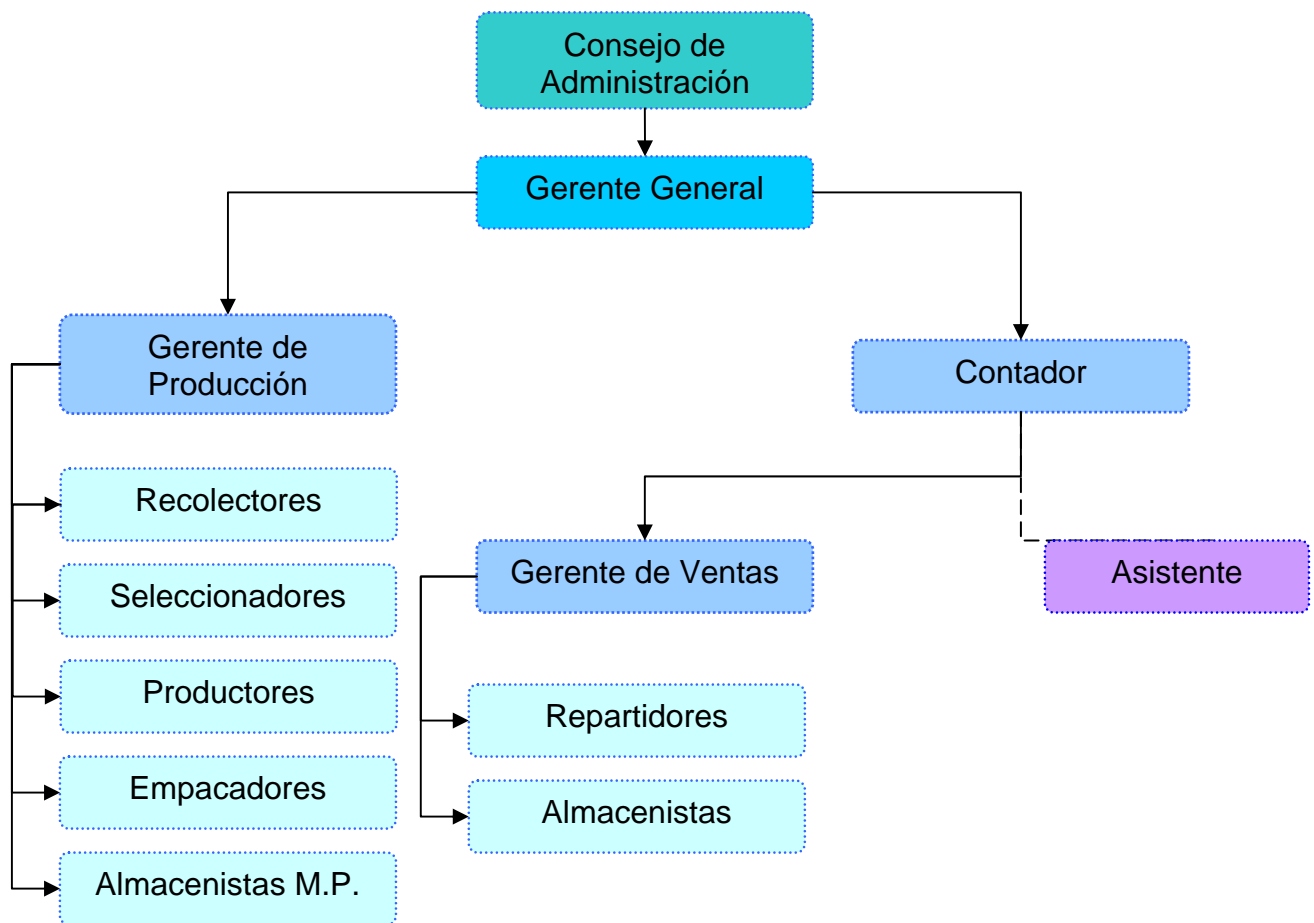 Consejo de
Administración
Gerente General
Gerente de
Producción
Contador
Recolectores
Seleccionadores
Productores
Empacadores
Almacenistas M.P.
Gerente de Ventas
Repartidores
Almacenistas
Asistente